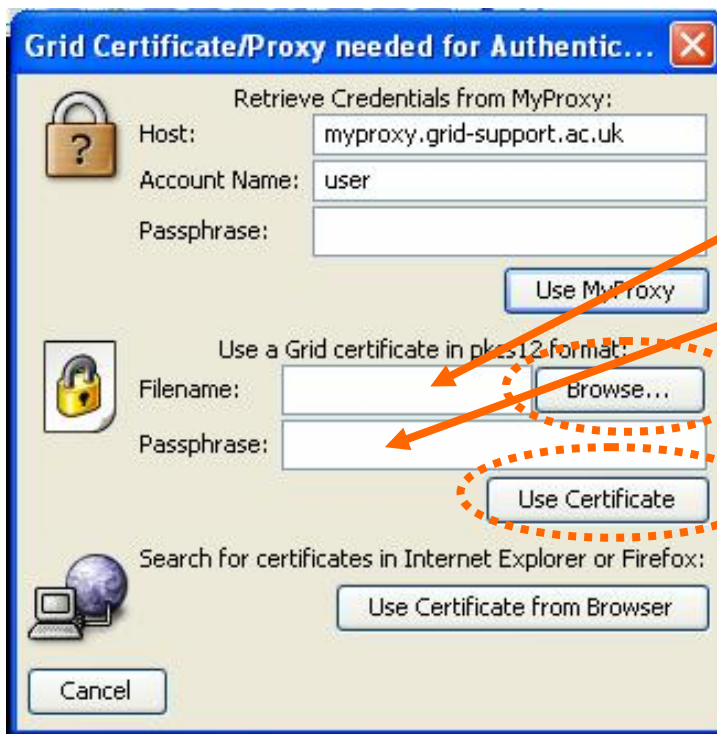 Grid Certificate/Proxy needed for Authentic...
Retrieve Credentials from MyProxy:
Host: myproxy.grid-support.ac.uk
Account Name: user
Passphrase:
Use MyProxy
Use a Grid certificate in pkcs12 format:
Filename: Browse...
Passphrase:
Use Certificate
Search for certificates in Internet Explorer or Firefox:
Use Certificate from Browser
Cancel